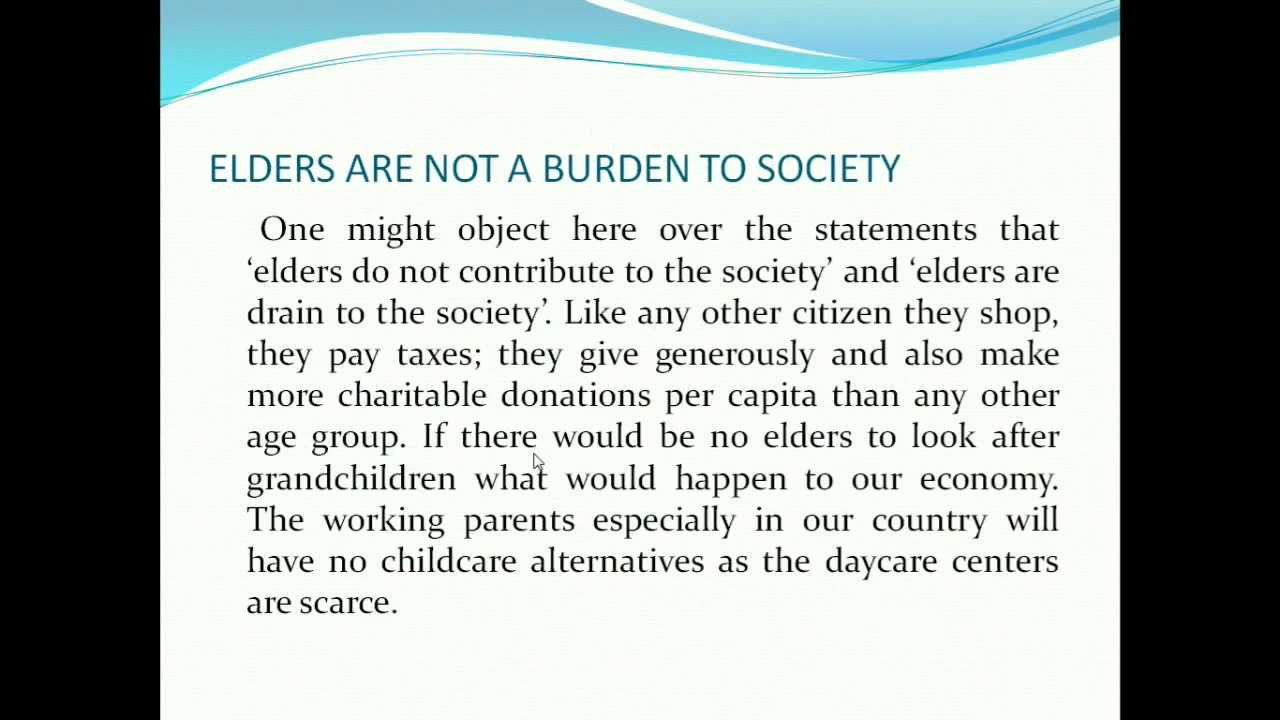 ELDERS ARE NOT A BURDEN TO SOCIETY
One might object here over the statements that
‘elders do not contribute to the society’ and ‘elders are
drain to the society’. Like any other citizen they shop,
they pay taxes; they give generously and also make
more charitable donations per capita than any other
age group. If there would be no elders to look after
grandchildren what would happen to our economy.
The working parents especially in our country will
have no childcare alternatives as the daycare centers
are scarce.